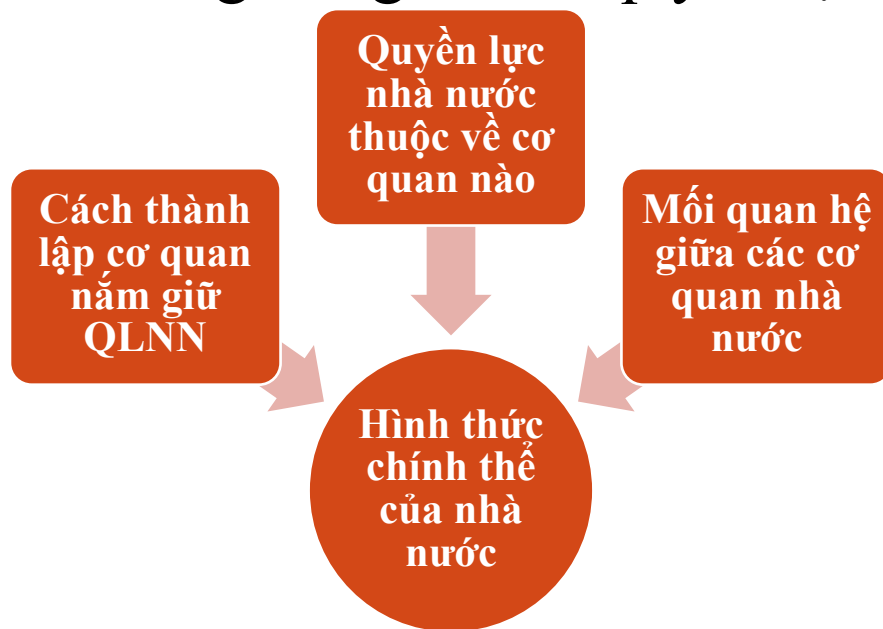 Quyền lực
nhà nước
thuộc về cơ
quan nào
Cách thành
lập cơ quan
nắm giữ
QLNN
Mối quan hệ
giữa các cơ
quan nhà
nước
Hình thức
chính thể
của nhà
nước